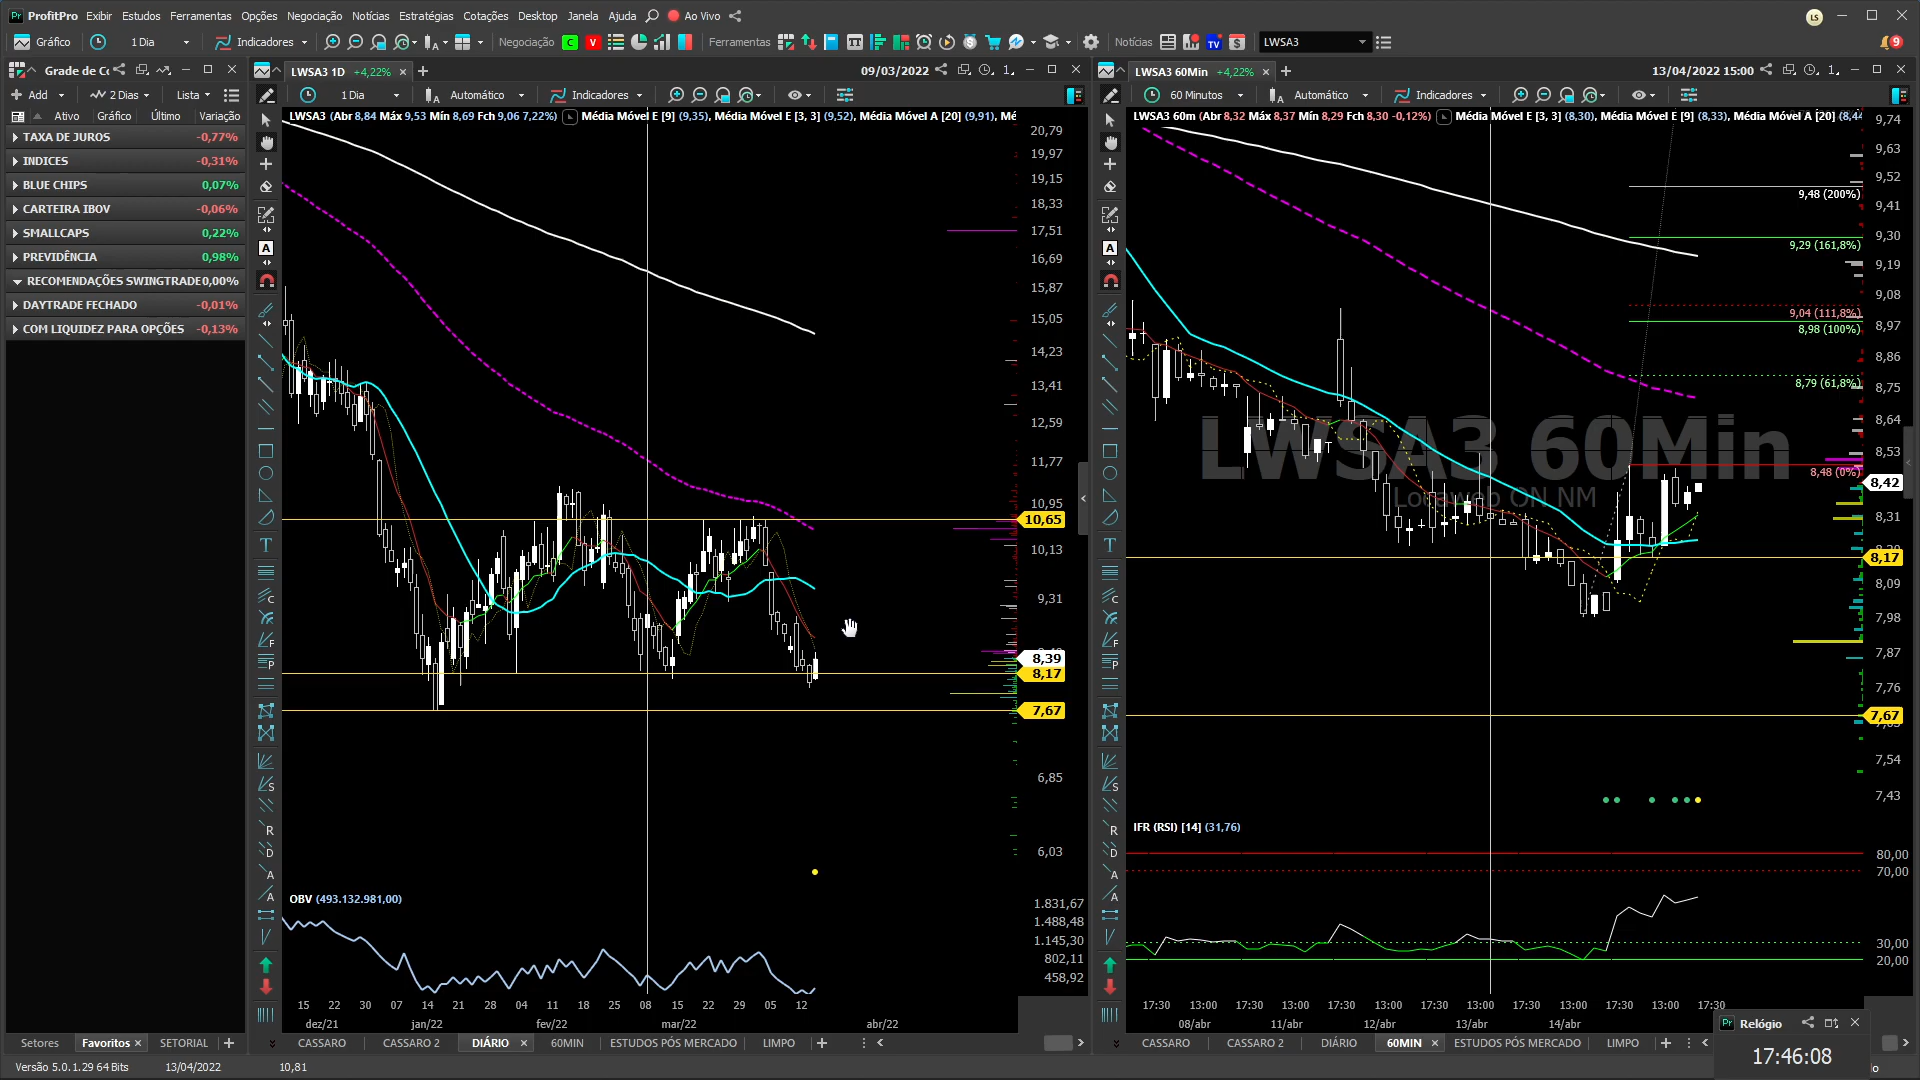 ProfitPro Exibir Estudos Ferramentas Opções Negociação Notícias Estratégias Cotações Desktop Janela Ajuda Ao Vivo LS
Gráfico 1 Dia Indicadores Negociação C V Ferramentas Notícias LWSA3 9
Grade de Co
LWSA3 1D +4,22% 09/03/2022 1
LWSA3 60Min +4,22% 13/04/2022 15:00 1
Add 2 Dias Lista
1 Dia Automático Indicadores
60 Minutos Automático Indicadores
Ativo Gráfico Último Variação
TAXA DE JUROS -0,77%
INDICES -0,31%
BLUE CHIPS 0,07%
CARTEIRA IBOV -0,06%
SMALLCAPS 0,22%
PREVIDÊNCIA 0,98%
RECOMENDAÇÕES SWINGTRADE 0,00%
DAYTRADE FECHADO -0,01%
COM LIQUIDEZ PARA OPÇÕES -0,13%
LWSA3 (Abr 8,84 Máx 9,53 Mín 8,69 Fch 9,06 7,22%) Média Móvel E [9] (9,35), Média Móvel E [3, 3] (9,52), Média Móvel A [20] (9,91), Mé
20,79
19,97
19,15
18,33
17,51
16,69
15,87
15,05
14,23
13,41
12,59
11,77
10,95
10,65
10,13
9,31
8,39
8,17
7,67
6,85
6,03
OBV (493.132.981,00)
1.831,67
1.488,48
1.145,30
802,11
458,92
15 22 30 07 14 21 28 04 11 18 25 08 15 22 29 05 12
dez/21 jan/22 fev/22 mar/22 abr/22
CASSARO CASSARO 2 DIÁRIO 60MIN ESTUDOS PÓS MERCADO LIMPO
LWSA3 60m (Abr 8,32 Máx 8,37 Mín 8,29 Fch 8,30 -0,12%) Média Móvel E [3, 3] (8,30), Média Móvel E [9] (8,33), Média Móvel A [20] (8,44
LWSA3 60Min
Locaweb ON NM
9,48 (200%)
9,29 (161,8%)
9,04 (111,8%)
8,98 (100%)
8,79 (61,8%)
8,48 (0%)
9,74
9,63
9,52
9,41
9,30
9,19
9,08
8,97
8,86
8,75
8,64
8,53
8,42
8,31
8,17
8,09
7,98
7,87
7,76
7,67
7,54
7,43
IFR (RSI) [14] (31,76)
80,00
70,00
30,00
20,00
17:30 13:00 17:30 13:00 17:30 13:00 17:30 13:00 17:30 13:00 17:30 13:00 17:30
08/abr 11/abr 12/abr 13/abr 14/abr
CASSARO CASSARO 2 DIÁRIO 60MIN ESTUDOS PÓS MERCADO LIMPO
Setores Favoritos SETORIAL
Relógio
17:46:08
Versão 5.0.1.29 64 Bits 13/04/2022 10,81